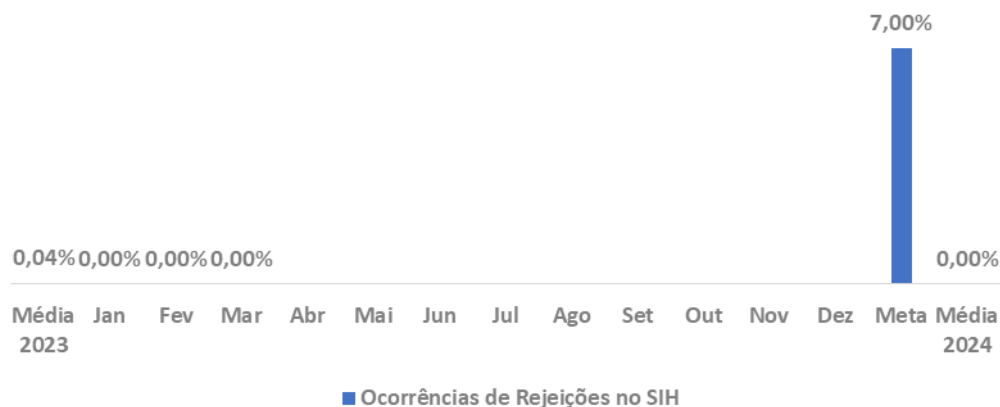 7,00%
0,04% 0,00% 0,00% 0,00% 0,00%
Média Jan Fev Mar Abr Mai Jun Jul Ago Set Out Nov Dez Meta Média
2023 2024
Ocorrências de Rejeições no SIH